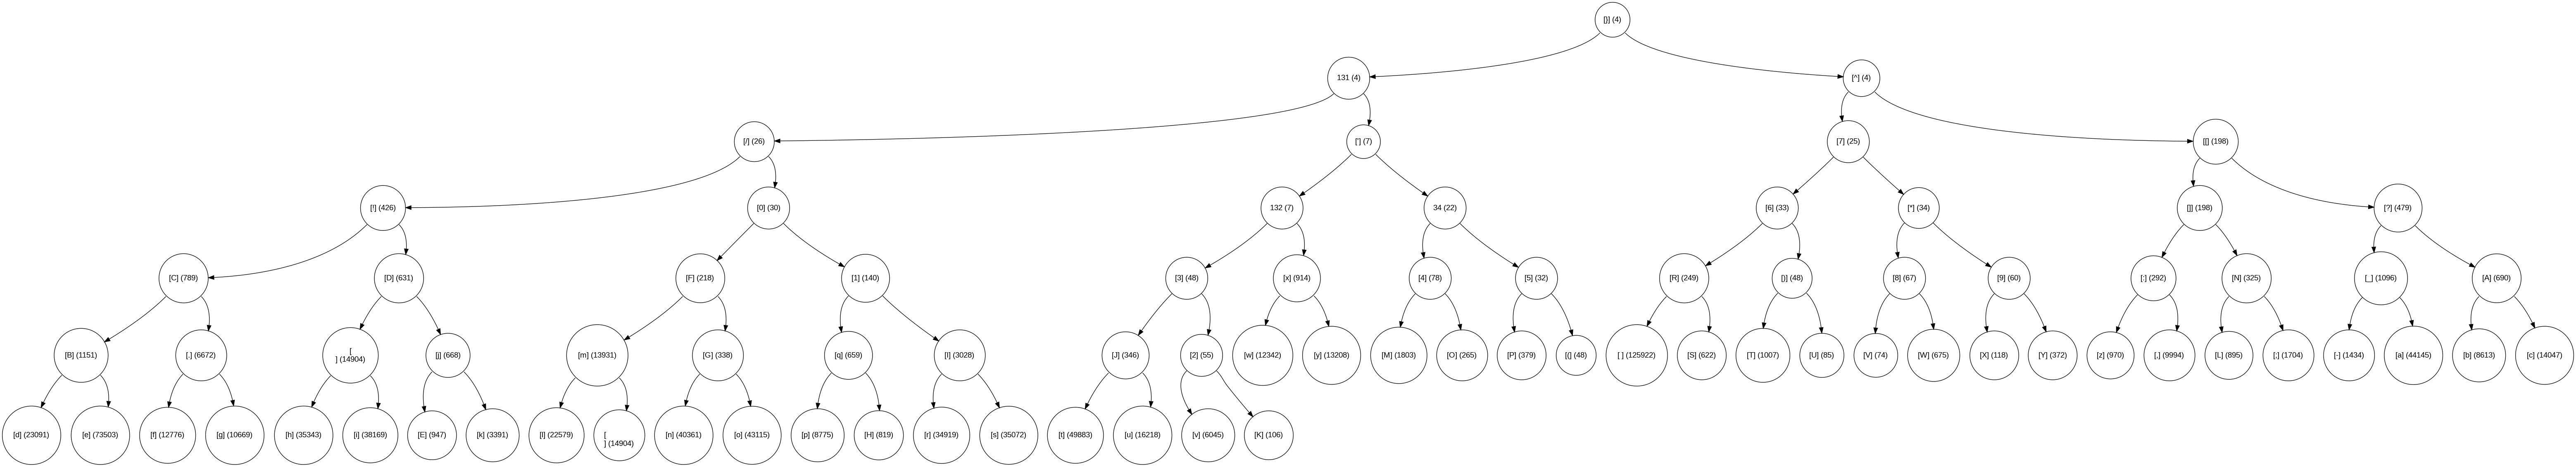 [}] (4)
131 (4)
[^] (4)
[/] (26)
['] (7)
[7] (25)
[[] (198)
[!] (426)
[0] (30)
132 (7)
34 (22)
[6] (33)
[*] (34)
[]] (198)
[?] (479)
[C] (789)
[D] (631)
[F] (218)
[1] (140)
[3] (48)
[x] (914)
[4] (78)
[5] (32)
[R] (249)
[)] (48)
[8] (67)
[9] (60)
[:] (292)
[N] (325)
[_] (1096)
[A] (690)
[B] (1151)
[.] (6672)
[
] (14904)
[j] (668)
[m] (13931)
[G] (338)
[q] (659)
[I] (3028)
[J] (346)
[2] (55)
[w] (12342)
[y] (13208)
[M] (1803)
[O] (265)
[P] (379)
[(] (48)
[ ] (125922)
[S] (622)
[T] (1007)
[U] (85)
[V] (74)
[W] (675)
[X] (118)
[Y] (372)
[z] (970)
[,] (9994)
[L] (895)
[;] (1704)
[-] (1434)
[a] (44145)
[b] (8613)
[c] (14047)
[d] (23091)
[e] (73503)
[f] (12776)
[g] (10669)
[h] (35343)
[i] (38169)
[E] (947)
[k] (3391)
[l] (22579)
[
] (14904)
[n] (40361)
[o] (43115)
[p] (8775)
[H] (819)
[r] (34919)
[s] (35072)
[t] (49883)
[u] (16218)
[v] (6045)
[K] (106)